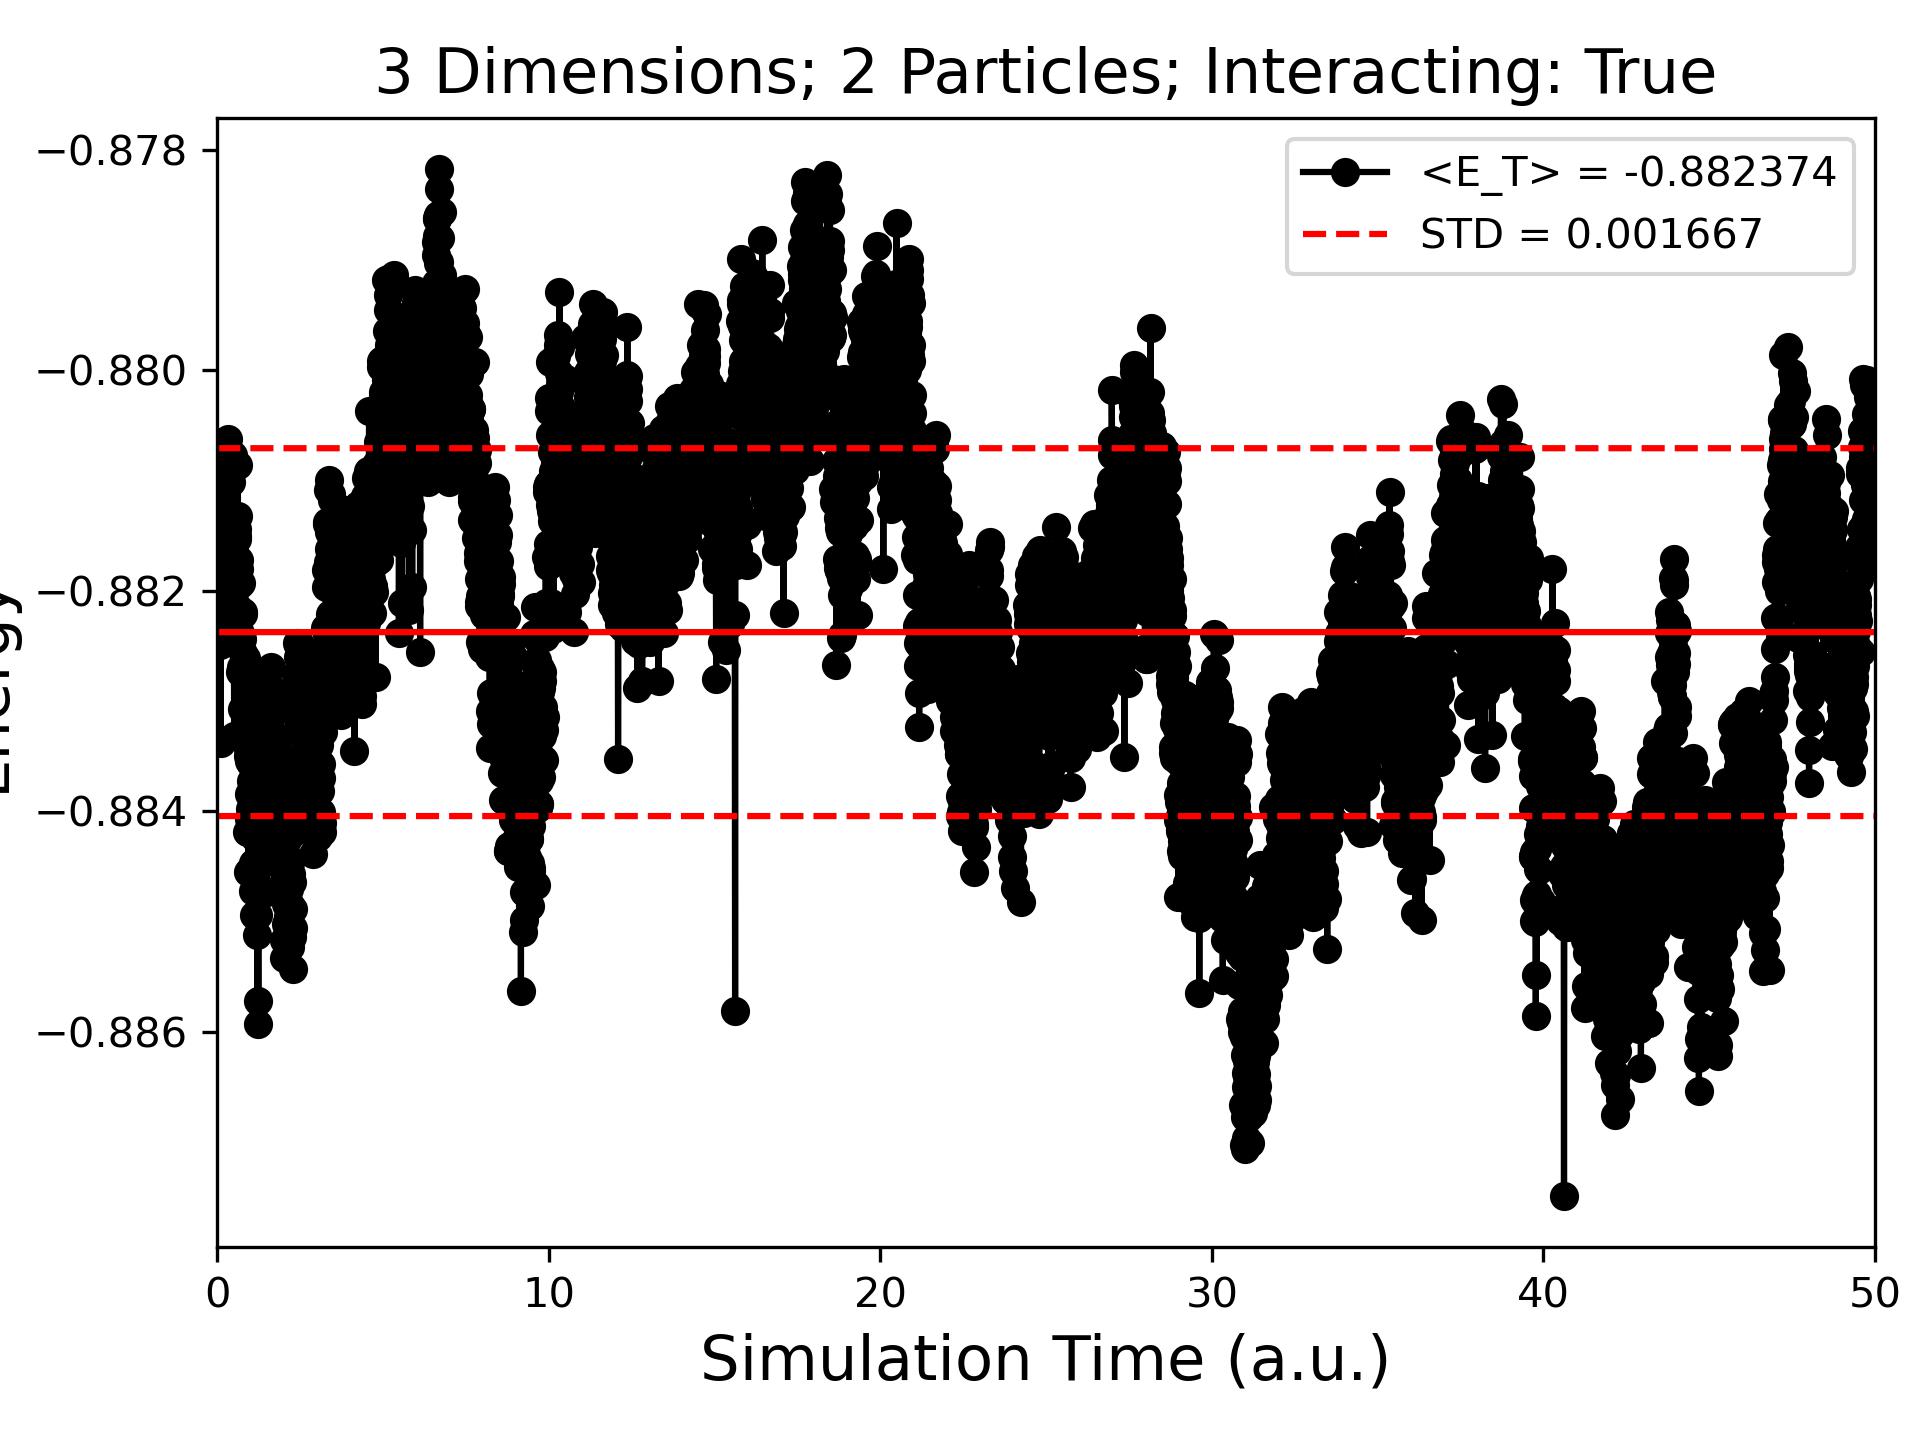 3 Dimensions; 2 Particles; Interacting: True
<E_T> = -0.882374
STD = 0.001667
−0.878
−0.880
−0.882
−0.884
−0.886
Energy
0 10 20 30 40 50
Simulation Time (a.u.)